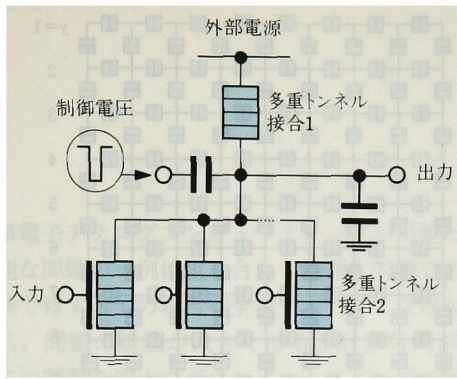 外部電源
多重トンネル
接合1
制御電圧
出力
入力
多重トンネル
接合2